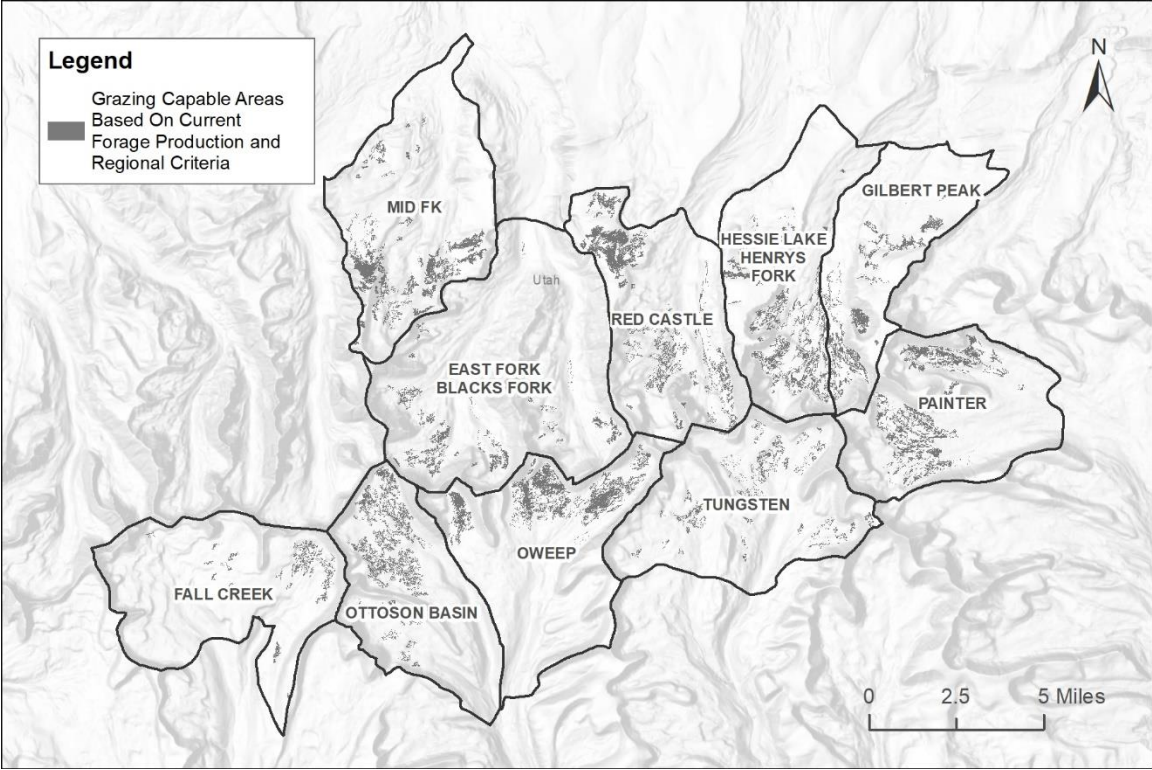 Legend
Grazing Capable Areas
Based On Current
Forage Production and
Regional Criteria
N
GILBERT PEAK
MID FK
HESSIE LAKE
HENRYS
FORK
Utah
RED CASTLE
EAST FORK
BLACKS FORK
PAINTER
TUNGSTEN
OWEEP
FALL CREEK
OTTOSON BASIN
0 2.5 5 Miles